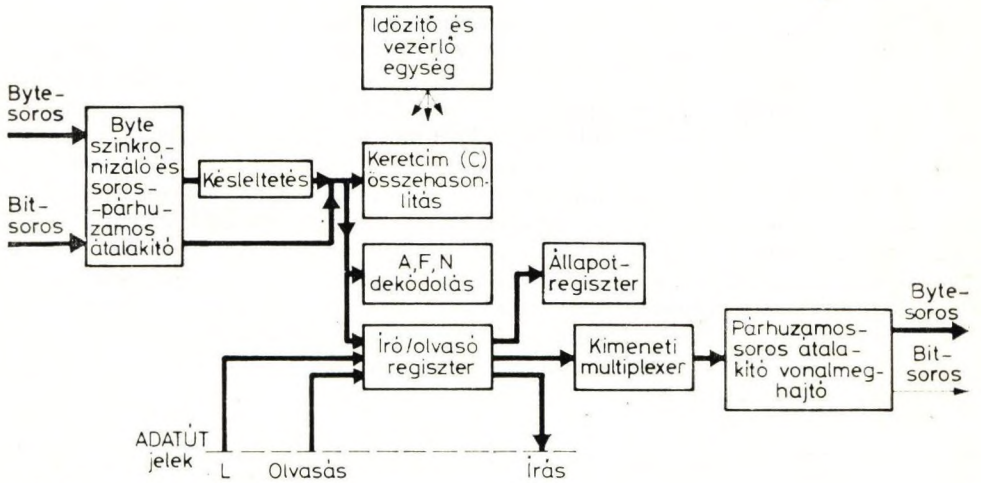 Időzítő és
vezérlő
egység
Byte-
soros
Bit-
soros
Byte
szinkro-
nizáló és
soros-
-párhu-
zamos
átalakító
Késleltetés
Keretcím (C)
összehason-
lítás
A,F,N
dekódolás
Állapot-
regiszter
Író/olvasó
regiszter
Kimeneti
multiplexer
Párhuzamos-
soros átala-
kító vonalmeg-
hajtó
Byte-
soros
Bit-
soros
ADATÚT
jelek
L
Olvasás
Írás